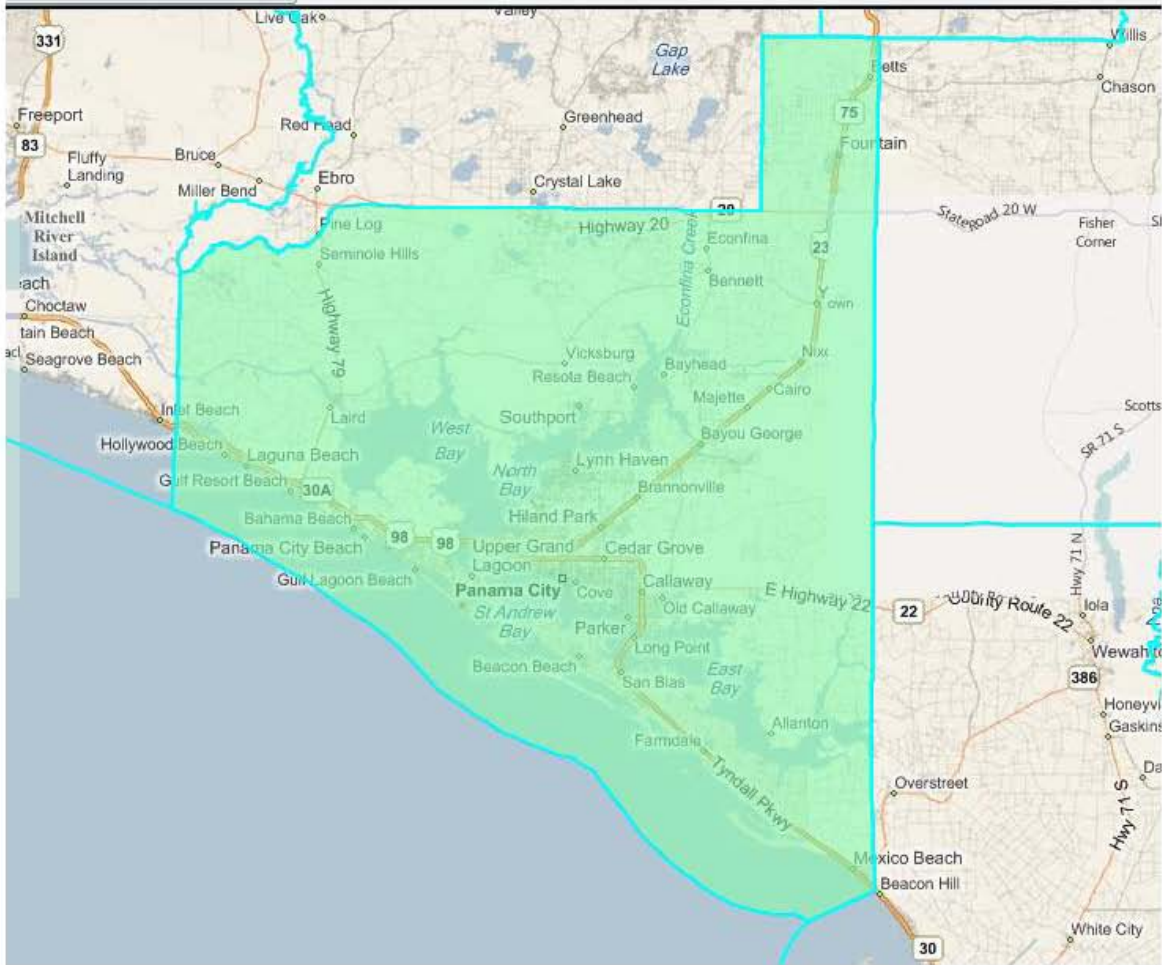 Live Oak
Valley
331
Gap
Lake
Willis
Betts
Chason
Freeport
Greenhead
75
Red Head
83
Bruce
Fountain
Fluffy
Landing
Ebro
Miller Bend
Crystal Lake
20
Mitchell
River
Island
Pine Log
Highway 20
State Road 20 W
Fisher
Corner
Econfina
23
Seminole Hills
Econfina Creek
Bennett
each
Choctaw
own
tain Beach
Highway 79
Seagrove Beach
Vicksburg
Bayhead
Resota Beach
Cairo
Majette
Scotts
Inlet Beach
Laird
Southport
West
Bay
Bayou George
SR 71 S
Hollywood Beach
Laguna Beach
Lynn Haven
North
Bay
Gulf Resort Beach
30A
Brannonville
Bahama Beach
Hiland Park
98
98
Panama City Beach
Upper Grand
Lagoon
Cedar Grove
Gulf Lagoon Beach
Callaway
Hwy 71 N
Panama City
Cove
E Highway 22
Old Callaway
22
County Route 22
Iola
St Andrew
Bay
Parker
Long Point
Wewahitc
Beacon Beach
East
Bay
San Blas
386
Honeyvi
Allanton
Gaskins
Farmdale
Tyndall Pkwy
Da
Overstreet
Hwy 71 S
Mexico Beach
Beacon Hill
White City
30